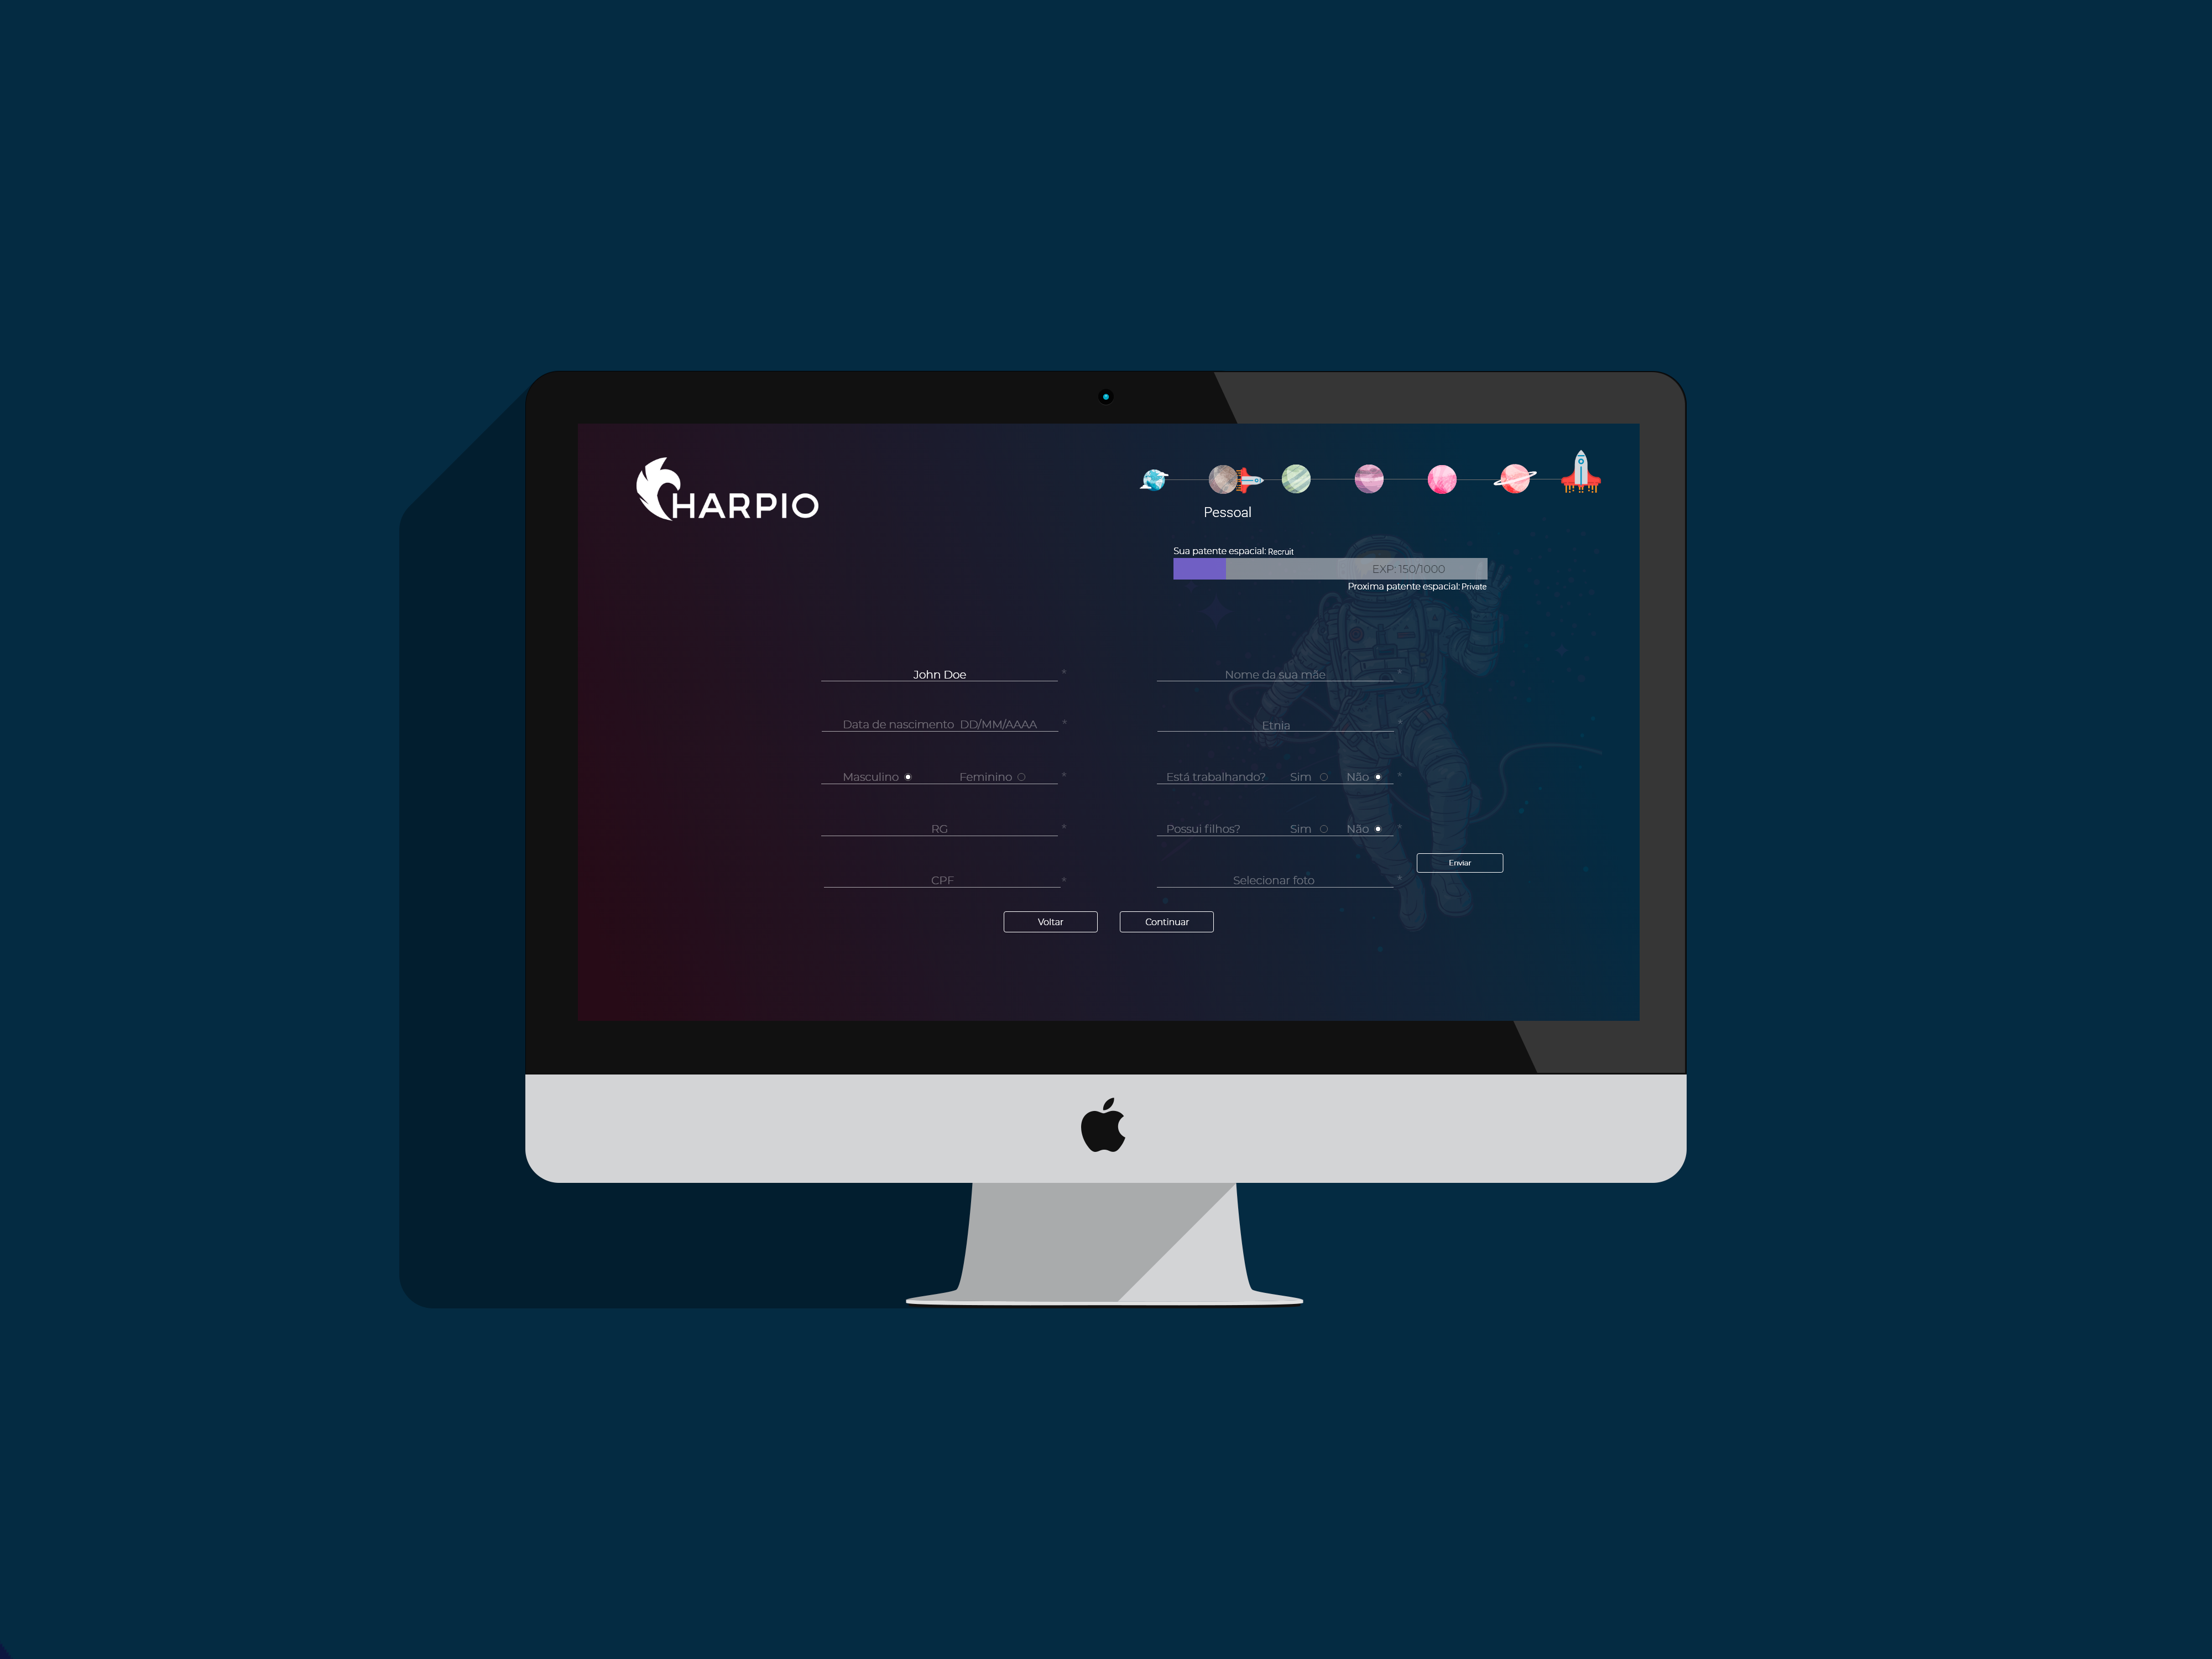 HARPIO
Pessoal
Sua patente espacial: Recruit
EXP: 150/1000
Proxima patente espacial: Private
John Doe *
Nome da sua mãe *
Data de nascimento DD/MM/AAAA *
Etnia *
Masculino Feminino *
Está trabalhando? Sim Não *
RG *
Possui filhos? Sim Não *
Enviar
CPF *
Selecionar foto *
Voltar
Continuar